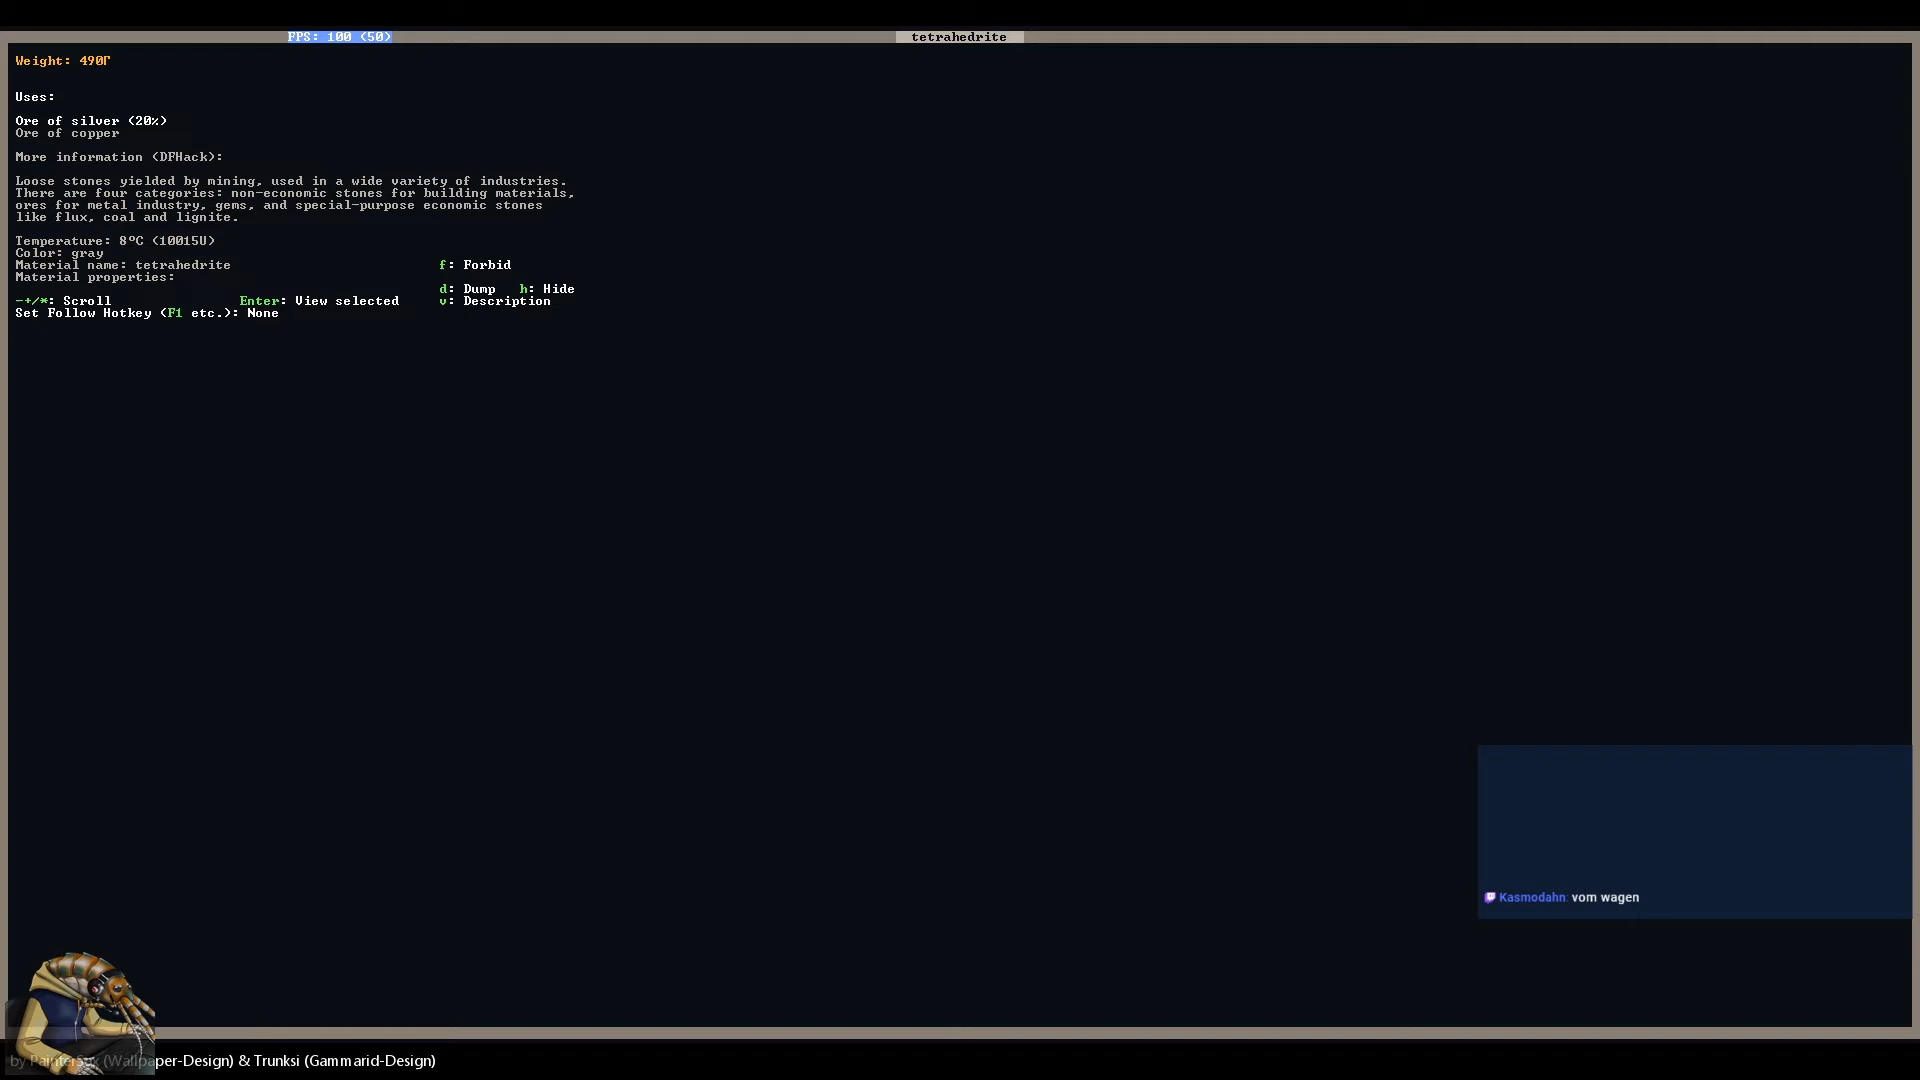 FPS: 100 (50)
tetrahedrite
Weight: 490Γ
Uses:
Ore of silver (20%)
Ore of copper
More information (DFHack):
Loose stones yielded by mining, used in a wide variety of industries.
There are four categories: non-economic stones for building materials,
ores for metal industry, gems, and special-purpose economic stones
like flux, coal and lignite.
Temperature: 8°C (10015U)
Color: gray
Material name: tetrahedrite
f: Forbid
Material properties:
d: Dump h: Hide
-+/*: Scroll Enter: View selected v: Description
Set Follow Hotkey (F1 etc.): None
Kasmodahn: vom wagen
by (Wallpaper-Design) & Trunksi (Gammarid-Design)